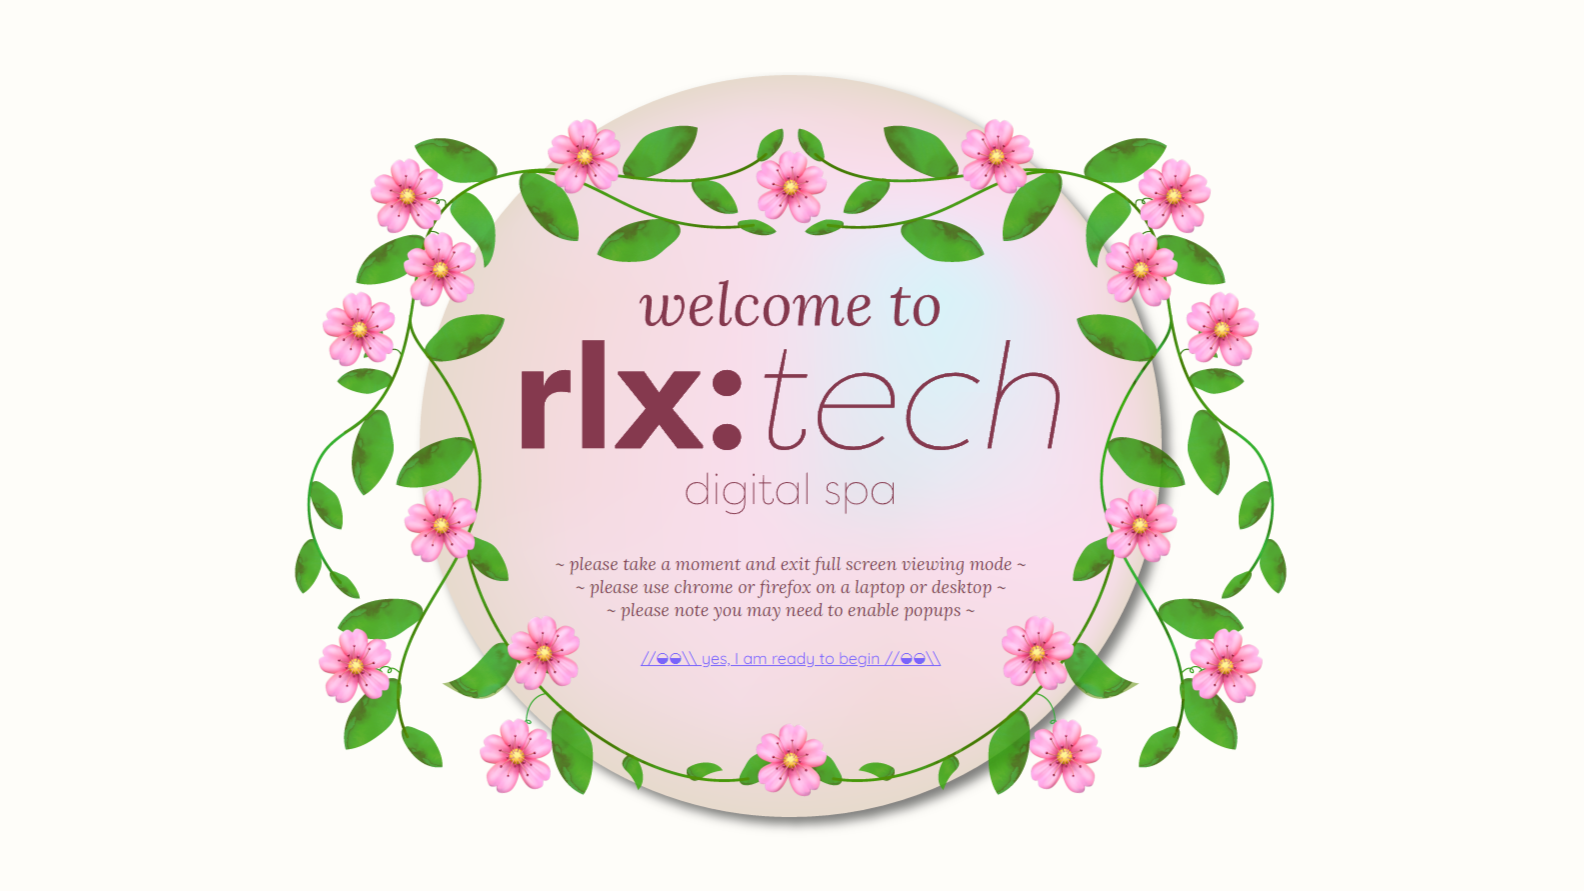 welcome to
rlx:tech
digital spa
~ please take a moment and exit full screen viewing mode ~
~ please use chrome or firefox on a laptop or desktop ~
~ please note you may need to enable popups ~
//◒◒\\ yes, I am ready to begin //◒◒\\